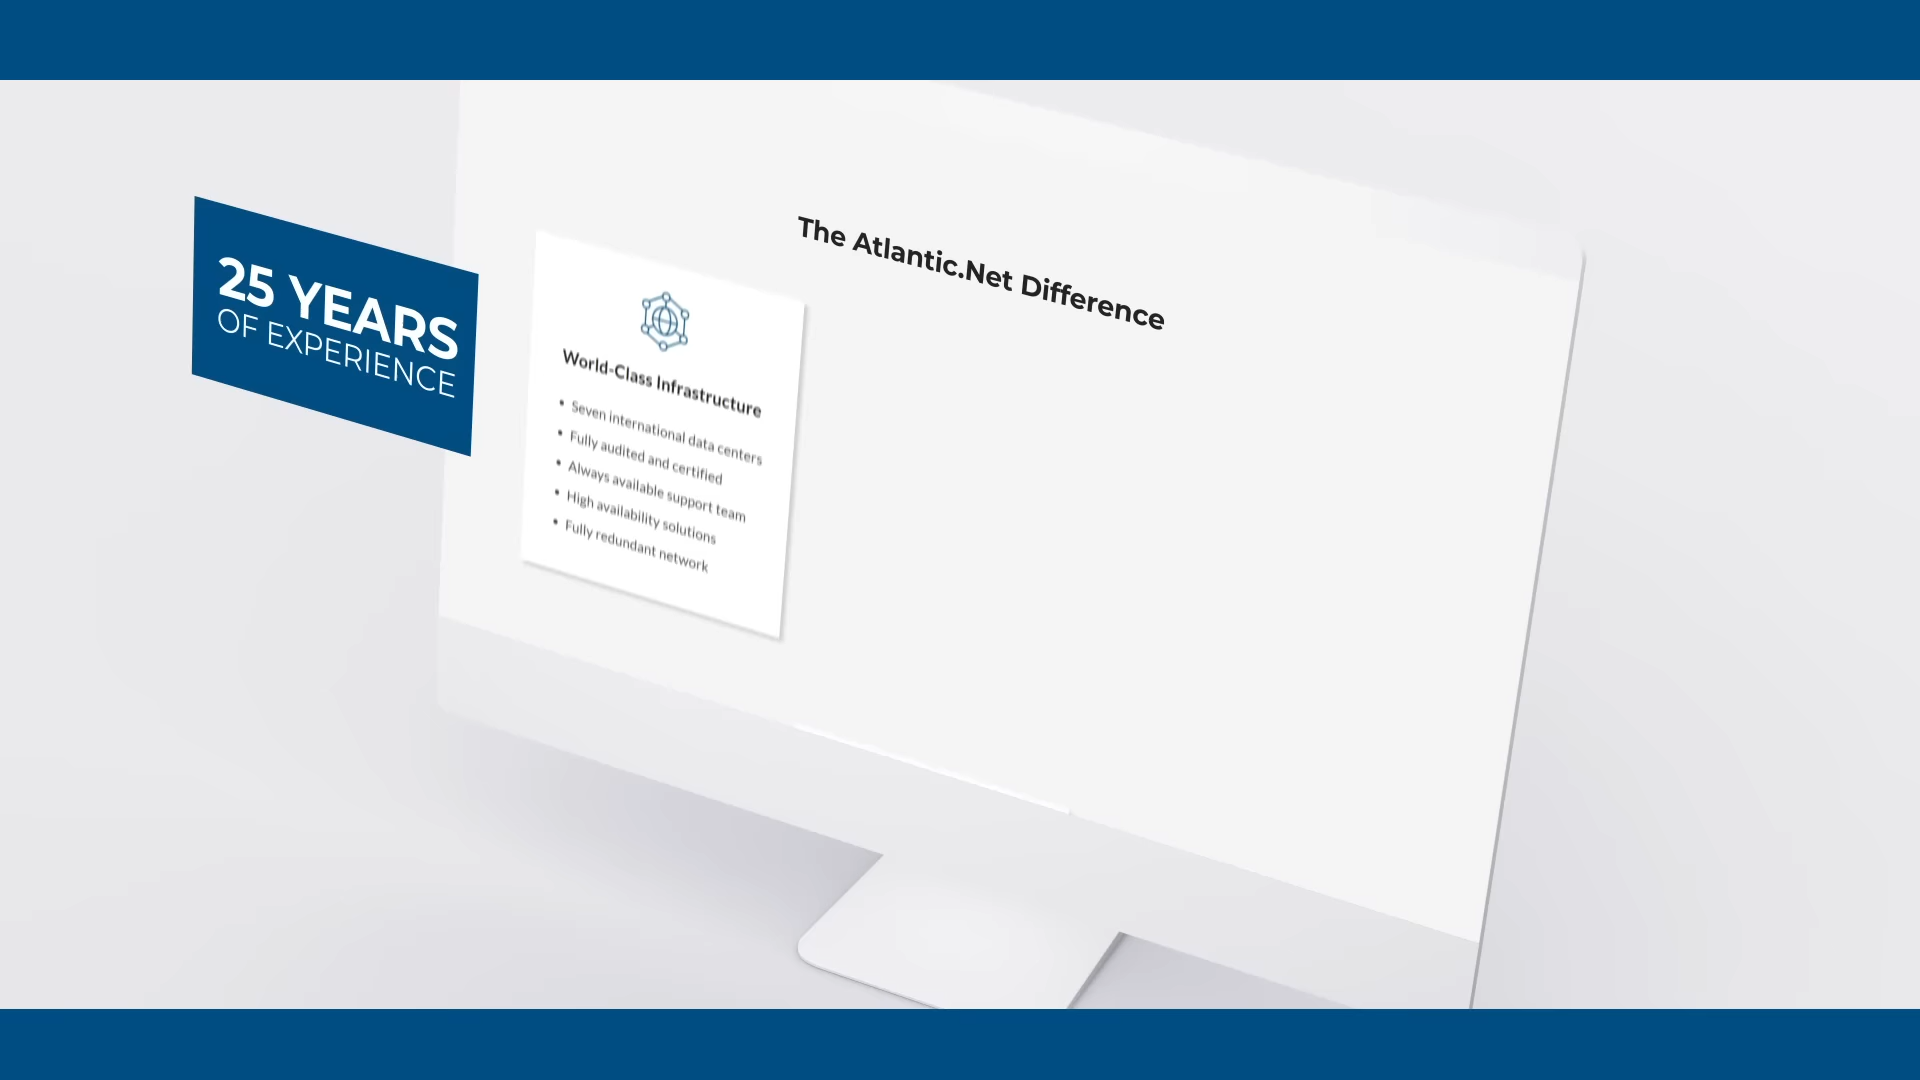 25 YEARS
OF EXPERIENCE
The Atlantic.Net Difference
World-Class Infrastructure
• Seven international data centers
• Fully audited and certified
• Always available support team
• High availability solutions
• Fully redundant network